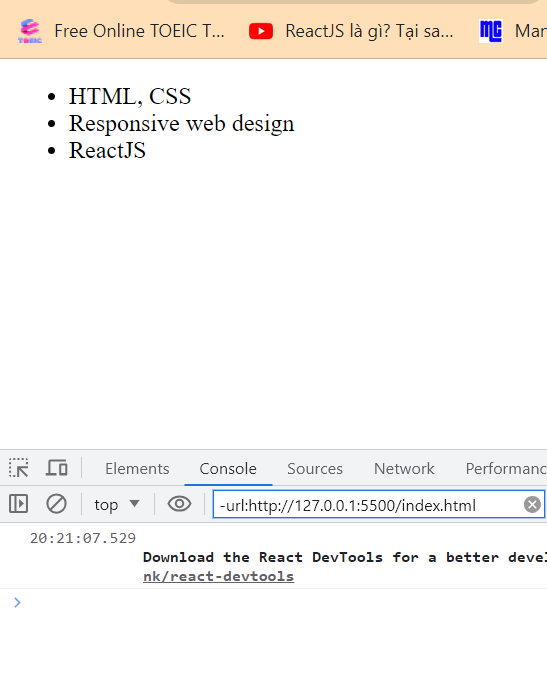 TOEIC Free Online TOEIC T... ReactJS là gì? Tại sa... MC Man
HTML, CSS
Responsive web design
ReactJS
Elements Console Sources Network Performanc
top -url:http://127.0.0.1:5500/index.html
20:21:07.529
Download the React DevTools for a better devel
nk/react-devtools